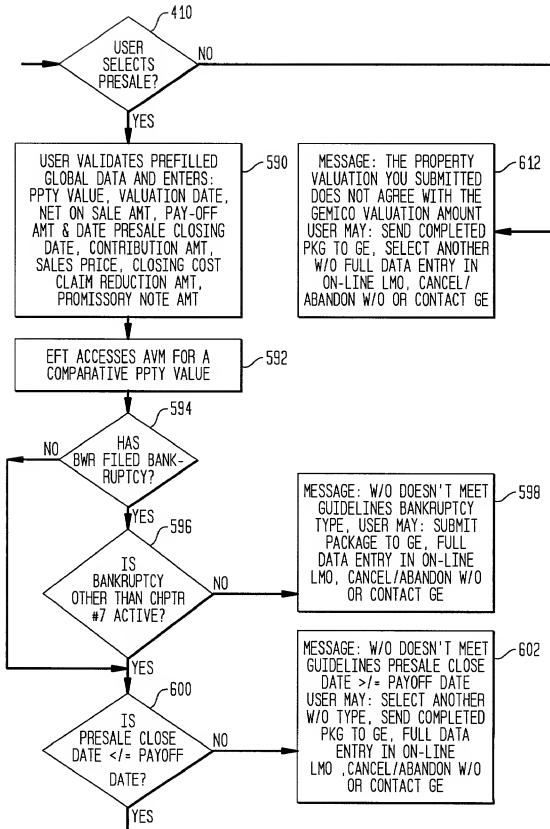 410
USER
SELECTS
PRESALE?
NO
YES
USER VALIDATES PREFILLED
GLOBAL DATA AND ENTERS:
PPTY VALUE, VALUATION DATE,
NET ON SALE AMT, PAY-OFF
AMT & DATE PRESALE CLOSING
DATE, CONTRIBUTION AMT,
SALES PRICE, CLOSING COST
CLAIM REDUCTION AMT,
PROMISSORY NOTE AMT
590
MESSAGE: THE PROPERTY
VALUATION YOU SUBMITTED
DOES NOT AGREE WITH THE
GEMICO VALUATION AMOUNT
USER MAY: SEND COMPLETED
PKG TO GE, SELECT ANOTHER
W/O FULL DATA ENTRY IN
ON-LINE LMO, CANCEL/
ABANDON W/O OR CONTACT GE
612
EFT ACCESSES AVM FOR A
COMPARATIVE PPTY VALUE
592
594
HAS
BWR FILED BANK-
RUPTCY?
NO
YES
596
IS
BANKRUPTCY
OTHER THAN CHPTR
#7 ACTIVE?
NO
YES
MESSAGE: W/O DOESN'T MEET
GUIDELINES BANKRUPTCY
TYPE, USER MAY: SUBMIT
PACKAGE TO GE, FULL
DATA ENTRY IN ON-LINE
LMO, CANCEL/ABANDON W/O
OR CONTACT GE
598
600
IS
PRESALE CLOSE
DATE </= PAYOFF
DATE?
NO
YES
MESSAGE: W/O DOESN'T MEET
GUIDELINES PRESALE CLOSE
DATE >/= PAYOFF DATE
USER MAY: SELECT ANOTHER
W/O TYPE, SEND COMPLETED
PKG TO GE, FULL DATA
ENTRY IN ON-LINE
LMO ,CANCEL/ABANDON W/O
OR CONTACT GE
602